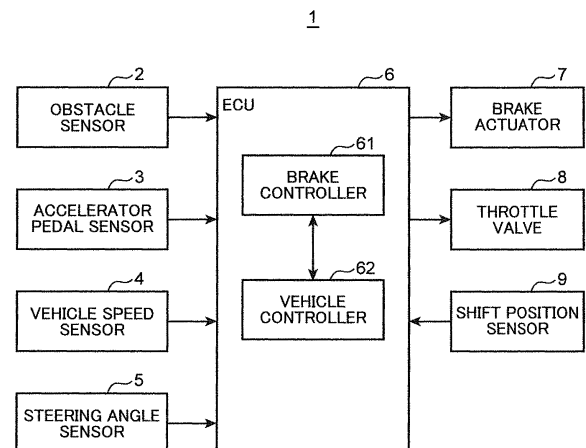 1
2
OBSTACLE
SENSOR
3
ACCELERATOR
PEDAL SENSOR
4
VEHICLE SPEED
SENSOR
5
STEERING ANGLE
SENSOR
6
ECU
61
BRAKE
CONTROLLER
62
VEHICLE
CONTROLLER
7
BRAKE
ACTUATOR
8
THROTTLE
VALVE
9
SHIFT POSITION
SENSOR